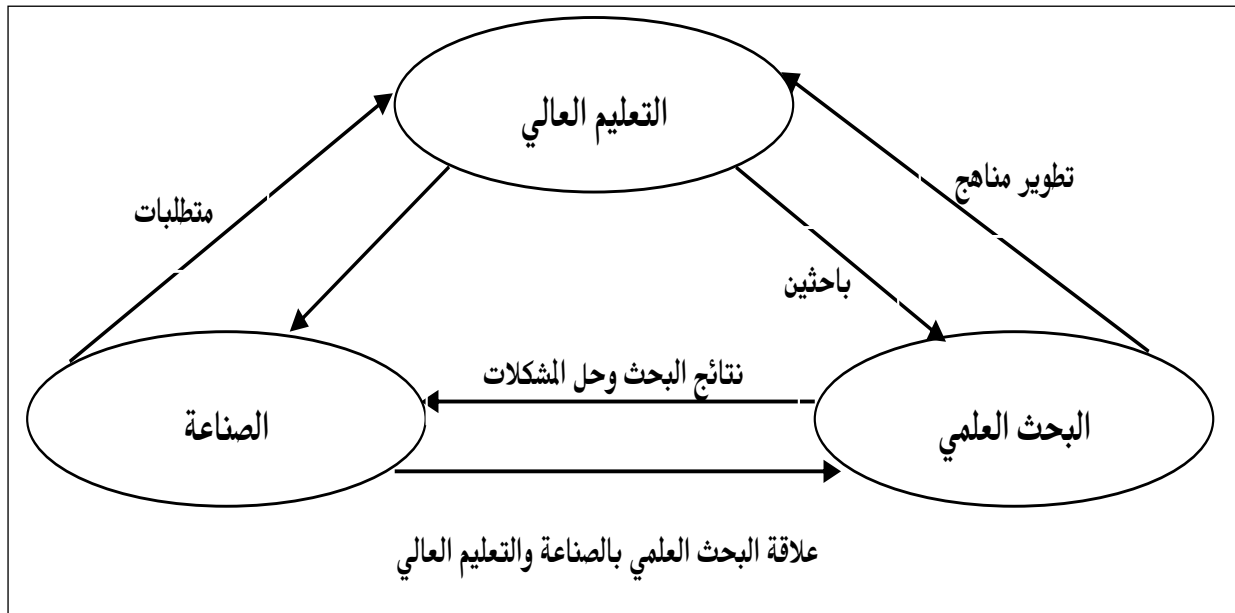 التعليم العالي
تطوير مناهج
متطلبات
باحثين
نتائج البحث وحل المشكلات
البحث العلمي
الصناعة
علاقة البحث العلمي بالصناعة والتعليم العالي